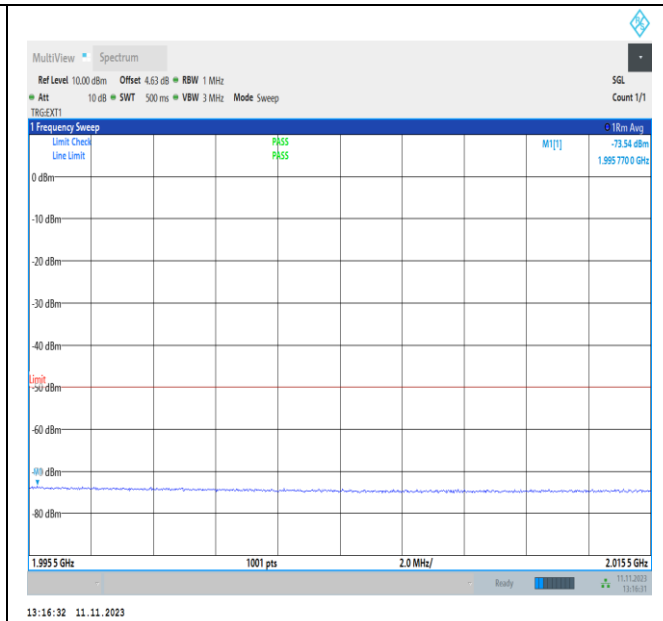 MultiView Spectrum
Ref Level 10.00 dBm Offset 4.63 dB RBW 1 MHz SGL
Att 10 dB SWT 500 ms VBW 3 MHz Mode Sweep Count 1/1
TRG:EXT1
1 Frequency Sweep 1Rm Avg
Limit Check PASS M1[1] -73.54 dBm
Line Limit PASS 1.995 770 0 GHz
0 dBm
-10 dBm
-20 dBm
-30 dBm
-40 dBm
Limit
-50 dBm
-60 dBm
dBm
-80 dBm
1.995 5 GHz 1001 pts 2.0 MHz/ 2.015 5 GHz
Ready 11.11.2023
13:16:31
13:16:32 11.11.2023